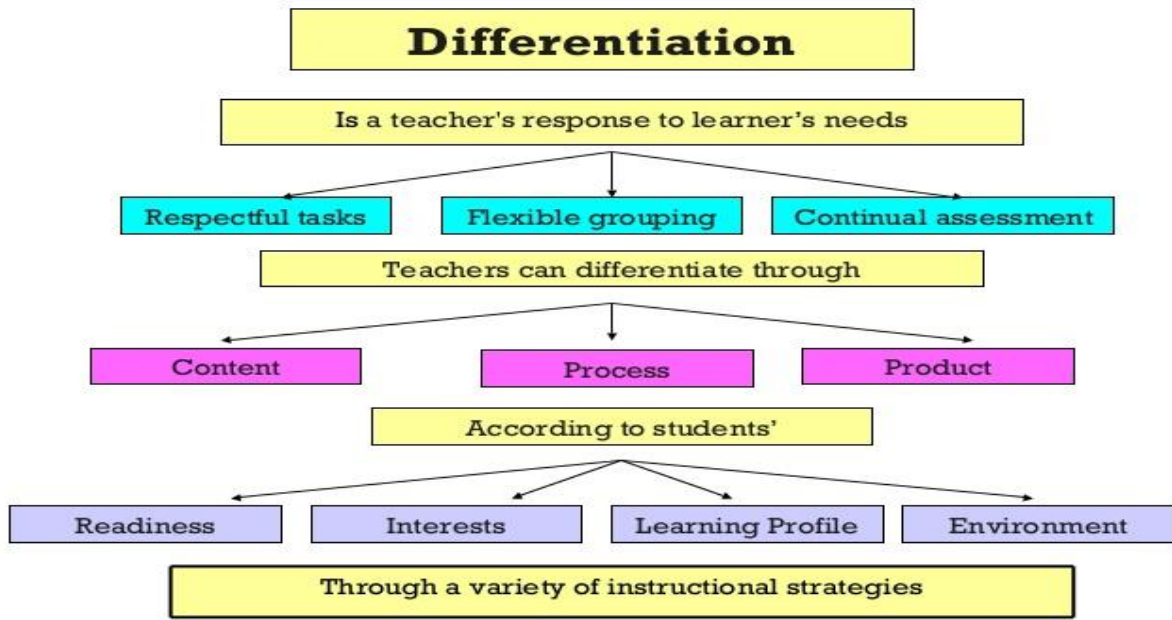 Differentiation
Is a teacher's response to learner’s needs
Respectful tasks
Flexible grouping
Continual assessment
Teachers can differentiate through
Content
Process
Product
According to students’
Readiness
Interests
Learning Profile
Environment
Through a variety of instructional strategies